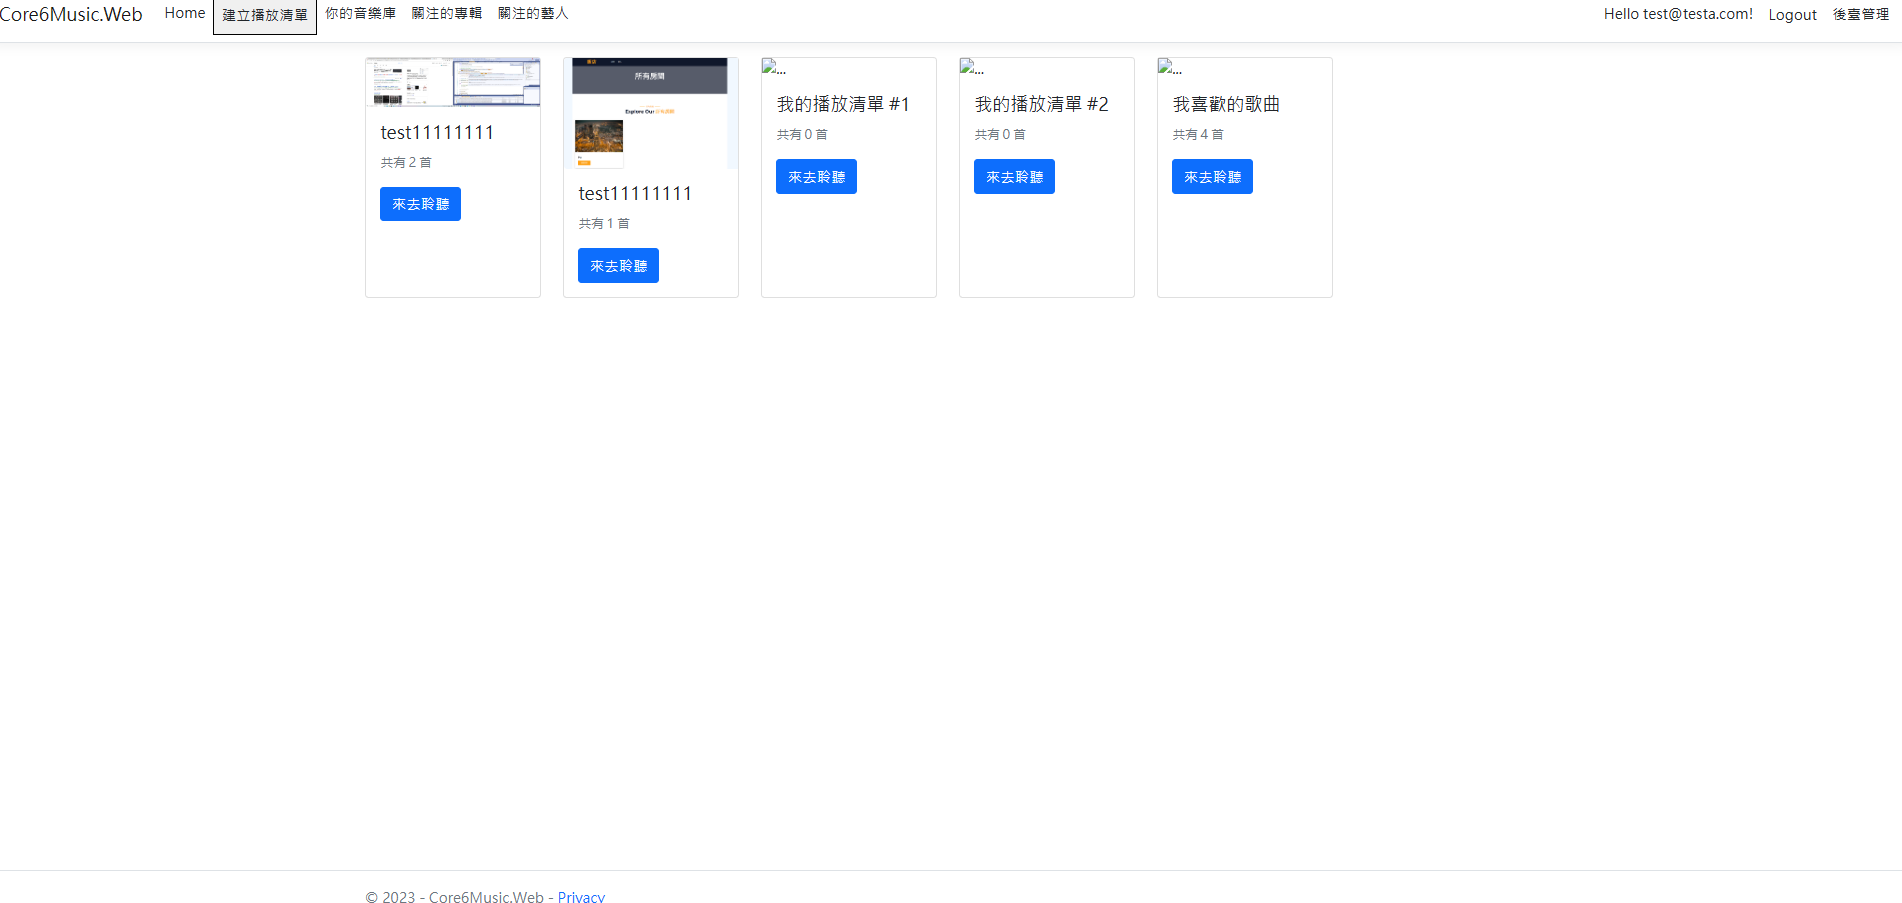 Core6Music.Web Home 建立播放清單 你的音樂庫 關注的專輯 關注的藝人 Hello test@testa.com! Logout 後臺管理
test11111111
共有 2 首
來去聆聽
所有房間
Explore Our
test11111111
共有 1 首
來去聆聽
...
我的播放清單 #1
共有 0 首
來去聆聽
...
我的播放清單 #2
共有 0 首
來去聆聽
...
我喜歡的歌曲
共有 4 首
來去聆聽
© 2023 - Core6Music.Web - Privacy